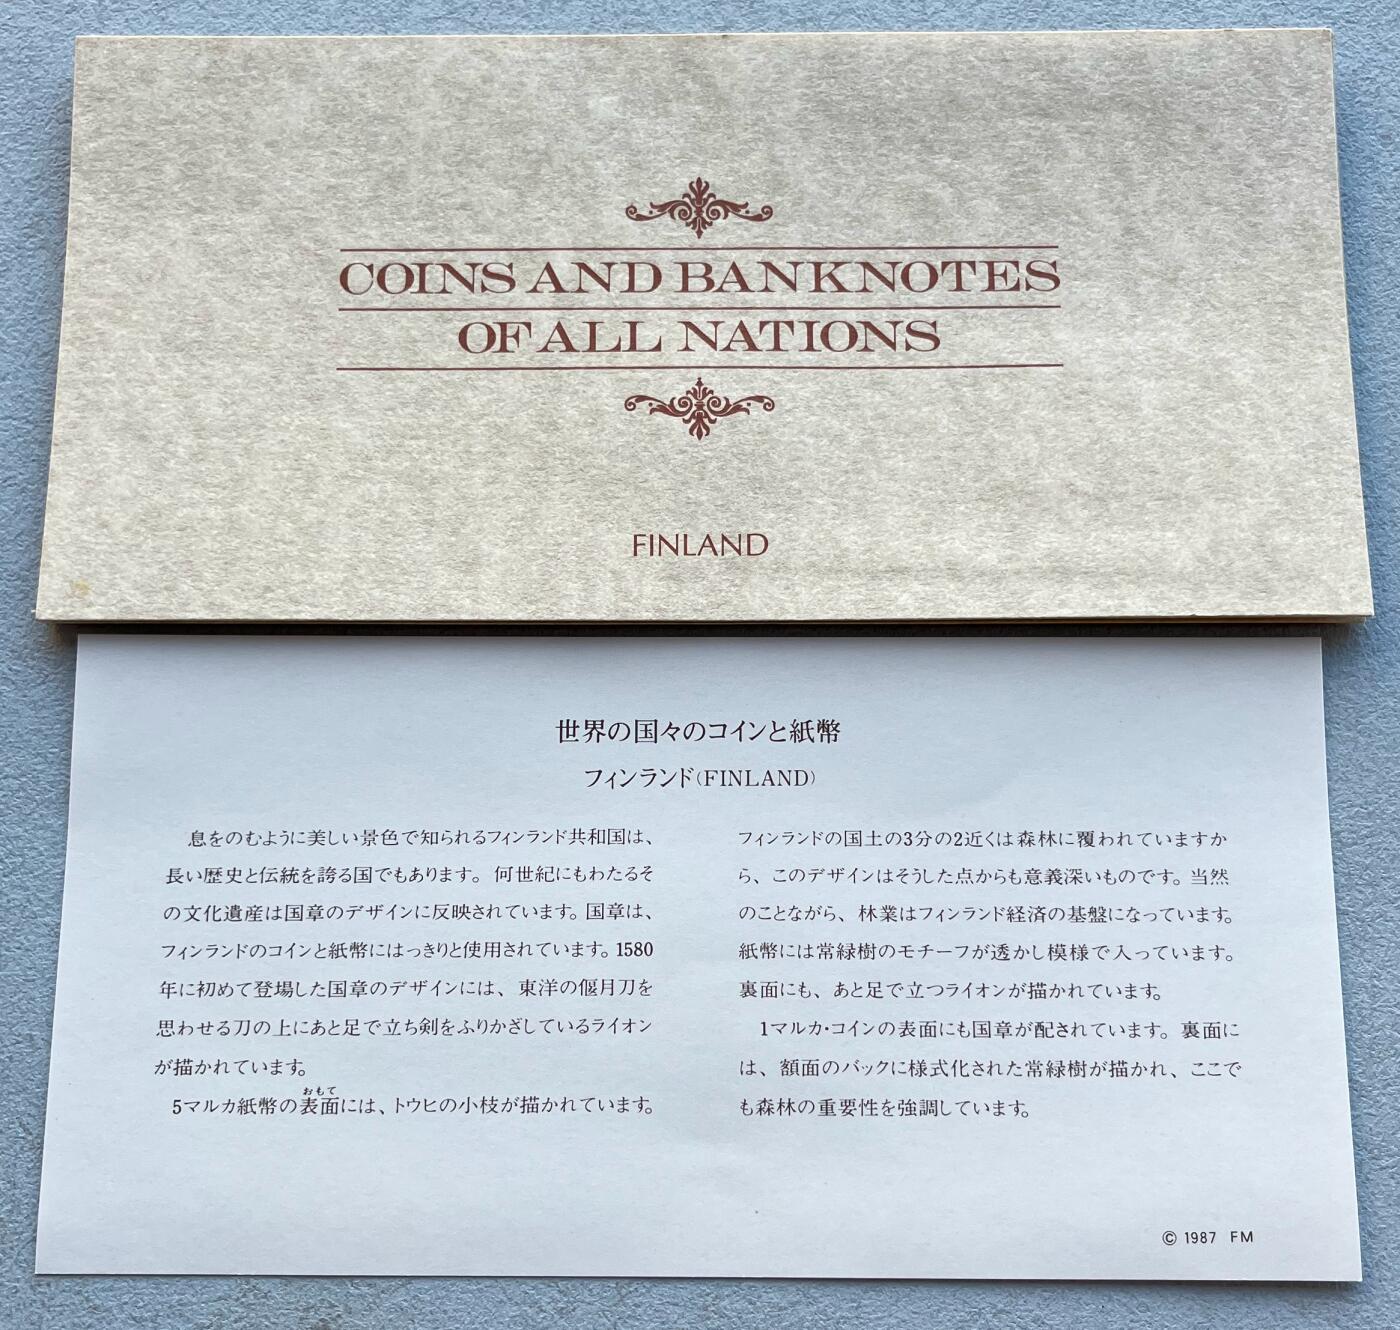 COINS AND BANKNOTES
OF ALL NATIONS
FINLAND
世界の国々のコインと紙幣
フィンランド(FINLAND)
息をのむように美しい景色で知られるフィンランド共和国は、
長い歴史と伝統を誇る国でもあります。何世紀にもわたるそ
の文化遺産は国章のデザインに反映されています。国章は、
フィンランドのコインと紙幣にはっきりと使用されています。1580
年に初めて登場した国章のデザインには、東洋の偃月刀を
思わせる刀の上にあと足で立ち剣をふりかざしているライオン
が描かれています。
おもて
5マルカ紙幣の表面には、トウヒの小枝が描かれています。
フィンランドの国土の3分の2近くは森林に覆われていますか
ら、このデザインはそうした点からも意義深いものです。当然
のことながら、林業はフィンランド経済の基盤になっています。
紙幣には常緑樹のモチーフが透かし模様で入っています。
裏面にも、あと足で立つライオンが描かれています。
1マルカ・コインの表面にも国章が配されています。裏面に
は、額面のバックに様式化された常緑樹が描かれ、ここで
も森林の重要性を強調しています。
© 1987 FM